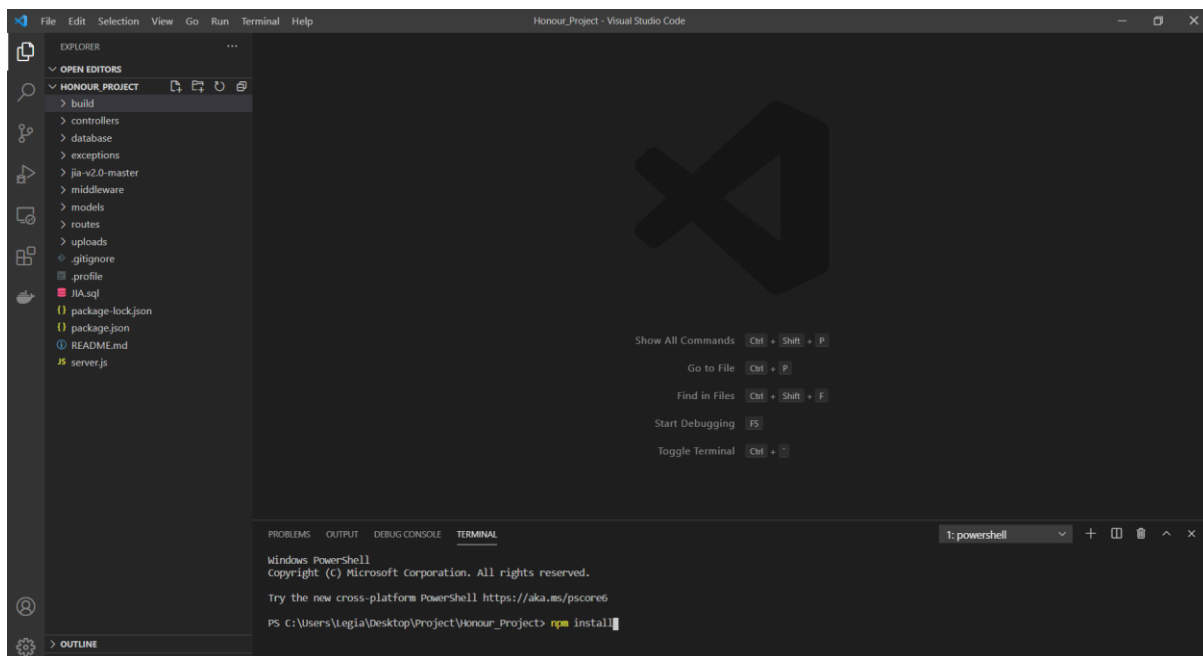 File Edit Selection View Go Run Terminal Help
Honour_Project - Visual Studio Code
EXPLORER
OPEN EDITORS
HONOUR_PROJECT
build
controllers
database
exceptions
jia-v2.0-master
middleware
models
routes
uploads
.gitignore
.profile
JIA.sql
{} package-lock.json
{} package.json
README.md
JS server.js
OUTLINE
Show All Commands Ctrl + Shift + P
Go to File Ctrl + P
Find in Files Ctrl + Shift + F
Start Debugging F5
Toggle Terminal Ctrl + `
PROBLEMS OUTPUT DEBUG CONSOLE TERMINAL
1: powershell
Windows PowerShell
Copyright (C) Microsoft Corporation. All rights reserved.
Try the new cross-platform PowerShell https://aka.ms/pscore6
PS C:\Users\Legia\Desktop\Project\Honour_Project> npm install